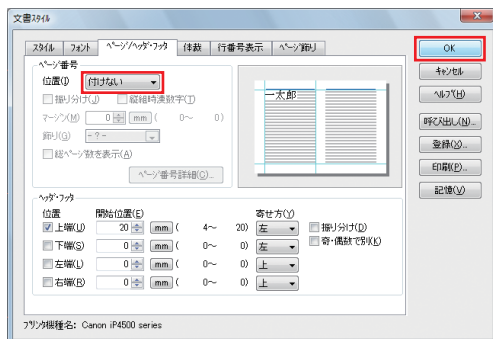 文書スタイル
スタイル フォント ページ/ヘッダ・フッタ 体裁 行番号表示 ページ飾り
ページ番号
位置(I) 付けない
振り分け(J) 縦組時漢数字(T)
マージン(M) 0 mm ( 0～ 0)
飾り(G) -?-
総ページ数を表示(A)
ページ番号詳細(C)...
一太郎
ヘッダ・フッタ
位置 開始位置(E) 寄せ方(Y)
上端(U) 20 mm ( 4～ 20) 左 振り分け(D)
下端(S) 0 mm ( 0～ 0) 左 奇・偶数で別(K)
左端(L) 0 mm ( 0～ 0) 上
右端(R) 0 mm ( 0～ 0) 上
プリンタ機種名: Canon iP4500 series
OK
キャンセル
ヘルプ(H)
呼び出し(N)...
登録(X)...
印刷(P)...
記憶(V)